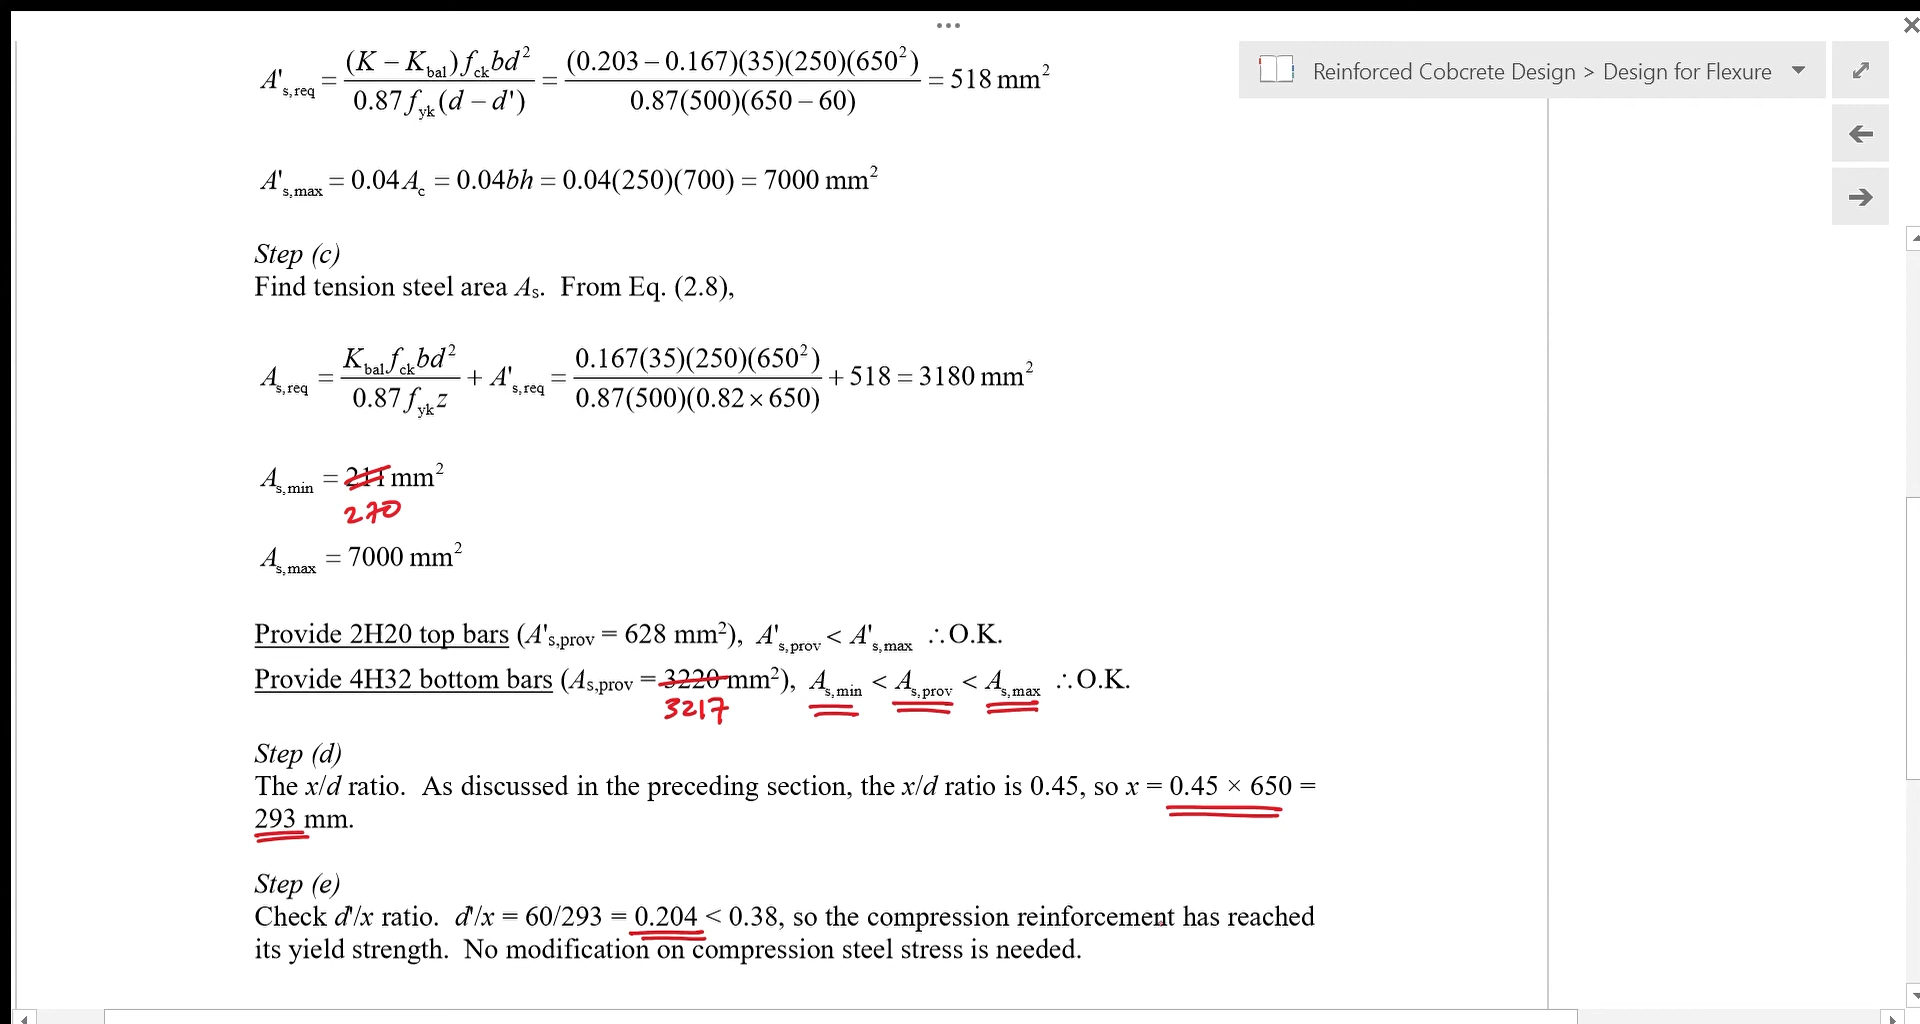 ...
Reinforced Cobcrete Design > Design for Flexure
A's,req = (K – Kbal)fckbd² / 0.87fyk(d – d') = (0.203 – 0.167)(35)(250)(650²) / 0.87(500)(650 – 60) = 518 mm²
A's,max = 0.04Ac = 0.04bh = 0.04(250)(700) = 7000 mm²
Step (c)
Find tension steel area As. From Eq. (2.8),
As,req = Kbalfckbd² / 0.87fykz + A's,req = 0.167(35)(250)(650²) / 0.87(500)(0.82 × 650) + 518 = 3180 mm²
As,min = 211 mm²
270
As,max = 7000 mm²
Provide 2H20 top bars (A's,prov = 628 mm²), A's,prov < A's,max ∴O.K.
Provide 4H32 bottom bars (As,prov = 3220 mm²), As,min < As,prov < As,max ∴O.K.
3217
Step (d)
The x/d ratio. As discussed in the preceding section, the x/d ratio is 0.45, so x = 0.45 × 650 =
293 mm.
Step (e)
Check d'/x ratio. d'/x = 60/293 = 0.204 < 0.38, so the compression reinforcement has reached
its yield strength. No modification on compression steel stress is needed.